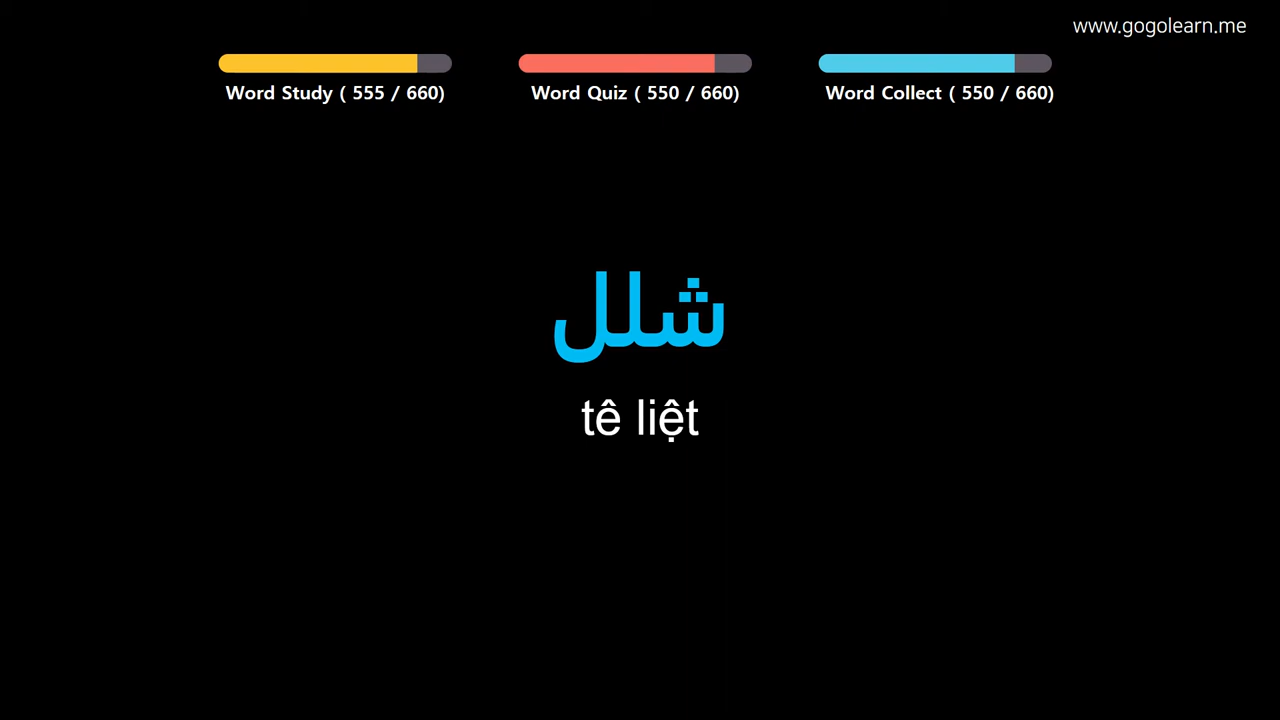 www.gogolearn.me
Word Study ( 555 / 660)
Word Quiz ( 550 / 660)
Word Collect ( 550 / 660)
شلل
tê liệt